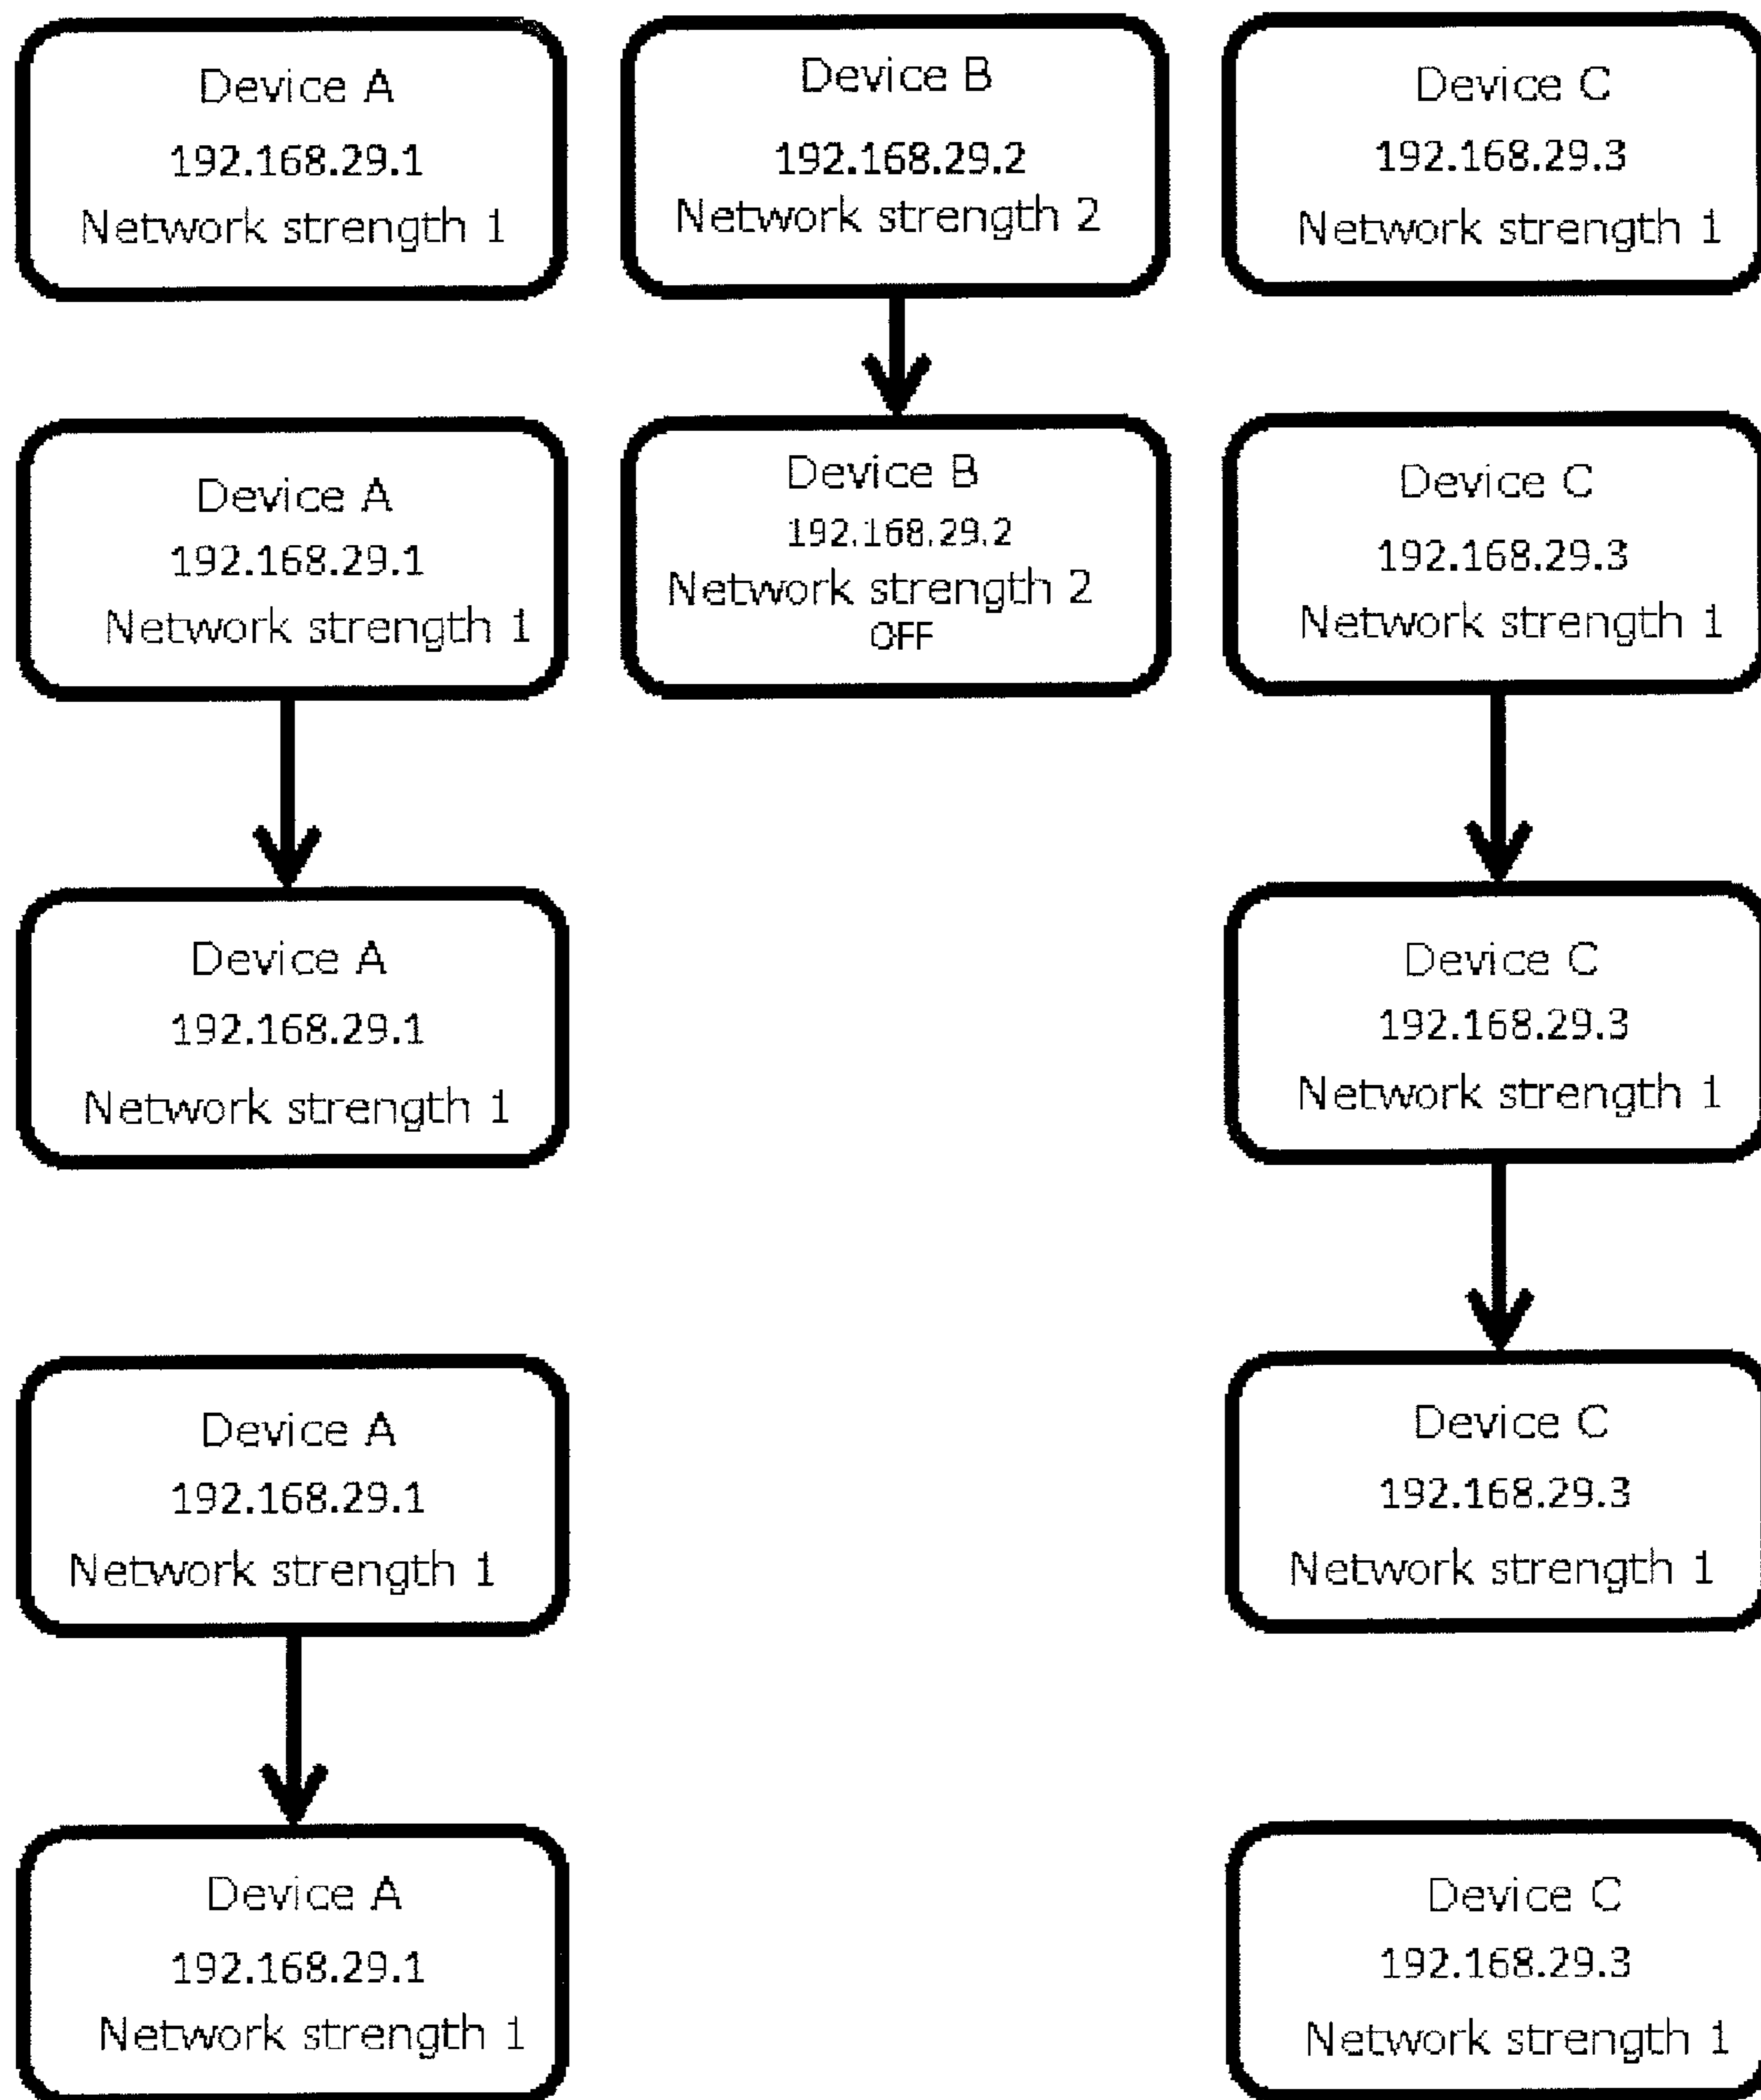 Device A
192.168.29.1
Network strength 1
Device B
192.168.29.2
Network strength 2
Device C
192.168.29.3
Network strength 1
Device A
192.168.29.1
Network strength 1
Device B
192.168.29.2
Network strength 2
OFF
Device C
192.168.29.3
Network strength 1
Device A
192.168.29.1
Network strength 1
Device C
192.168.29.3
Network strength 1
Device A
192.168.29.1
Network strength 1
Device C
192.168.29.3
Network strength 1
Device A
192.168.29.1
Network strength 1
Device C
192.168.29.3
Network strength 1